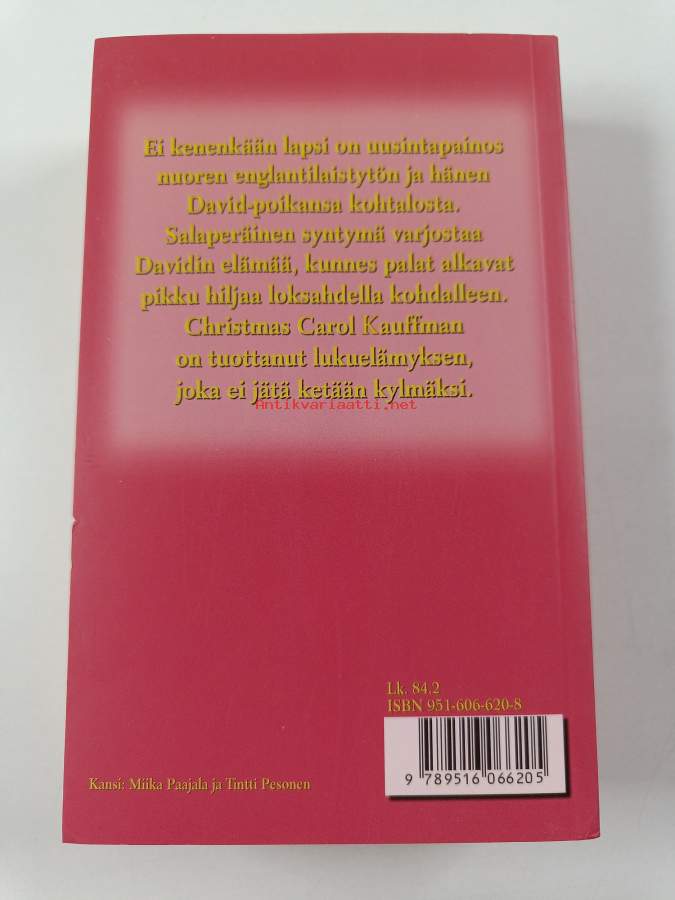 Ei kenenkään lapsi on uusintapainos
nuoren englantilaistytön ja hänen
David-poikansa kohtalosta.
Salaperäinen syntymä varjostaa
Davidin elämää, kunnes palat alkavat
pikku hiljaa loksahdella kohdalleen.
Christmas Carol Kauffman
on tuottanut lukuelämyksen,
joka ei jätä ketään kylmäksi.
Antikvariaatti.net
Lk. 84.2
ISBN 951-606-620-8
9 789516 066205
Kansi: Miika Paajala ja Tintti Pesonen